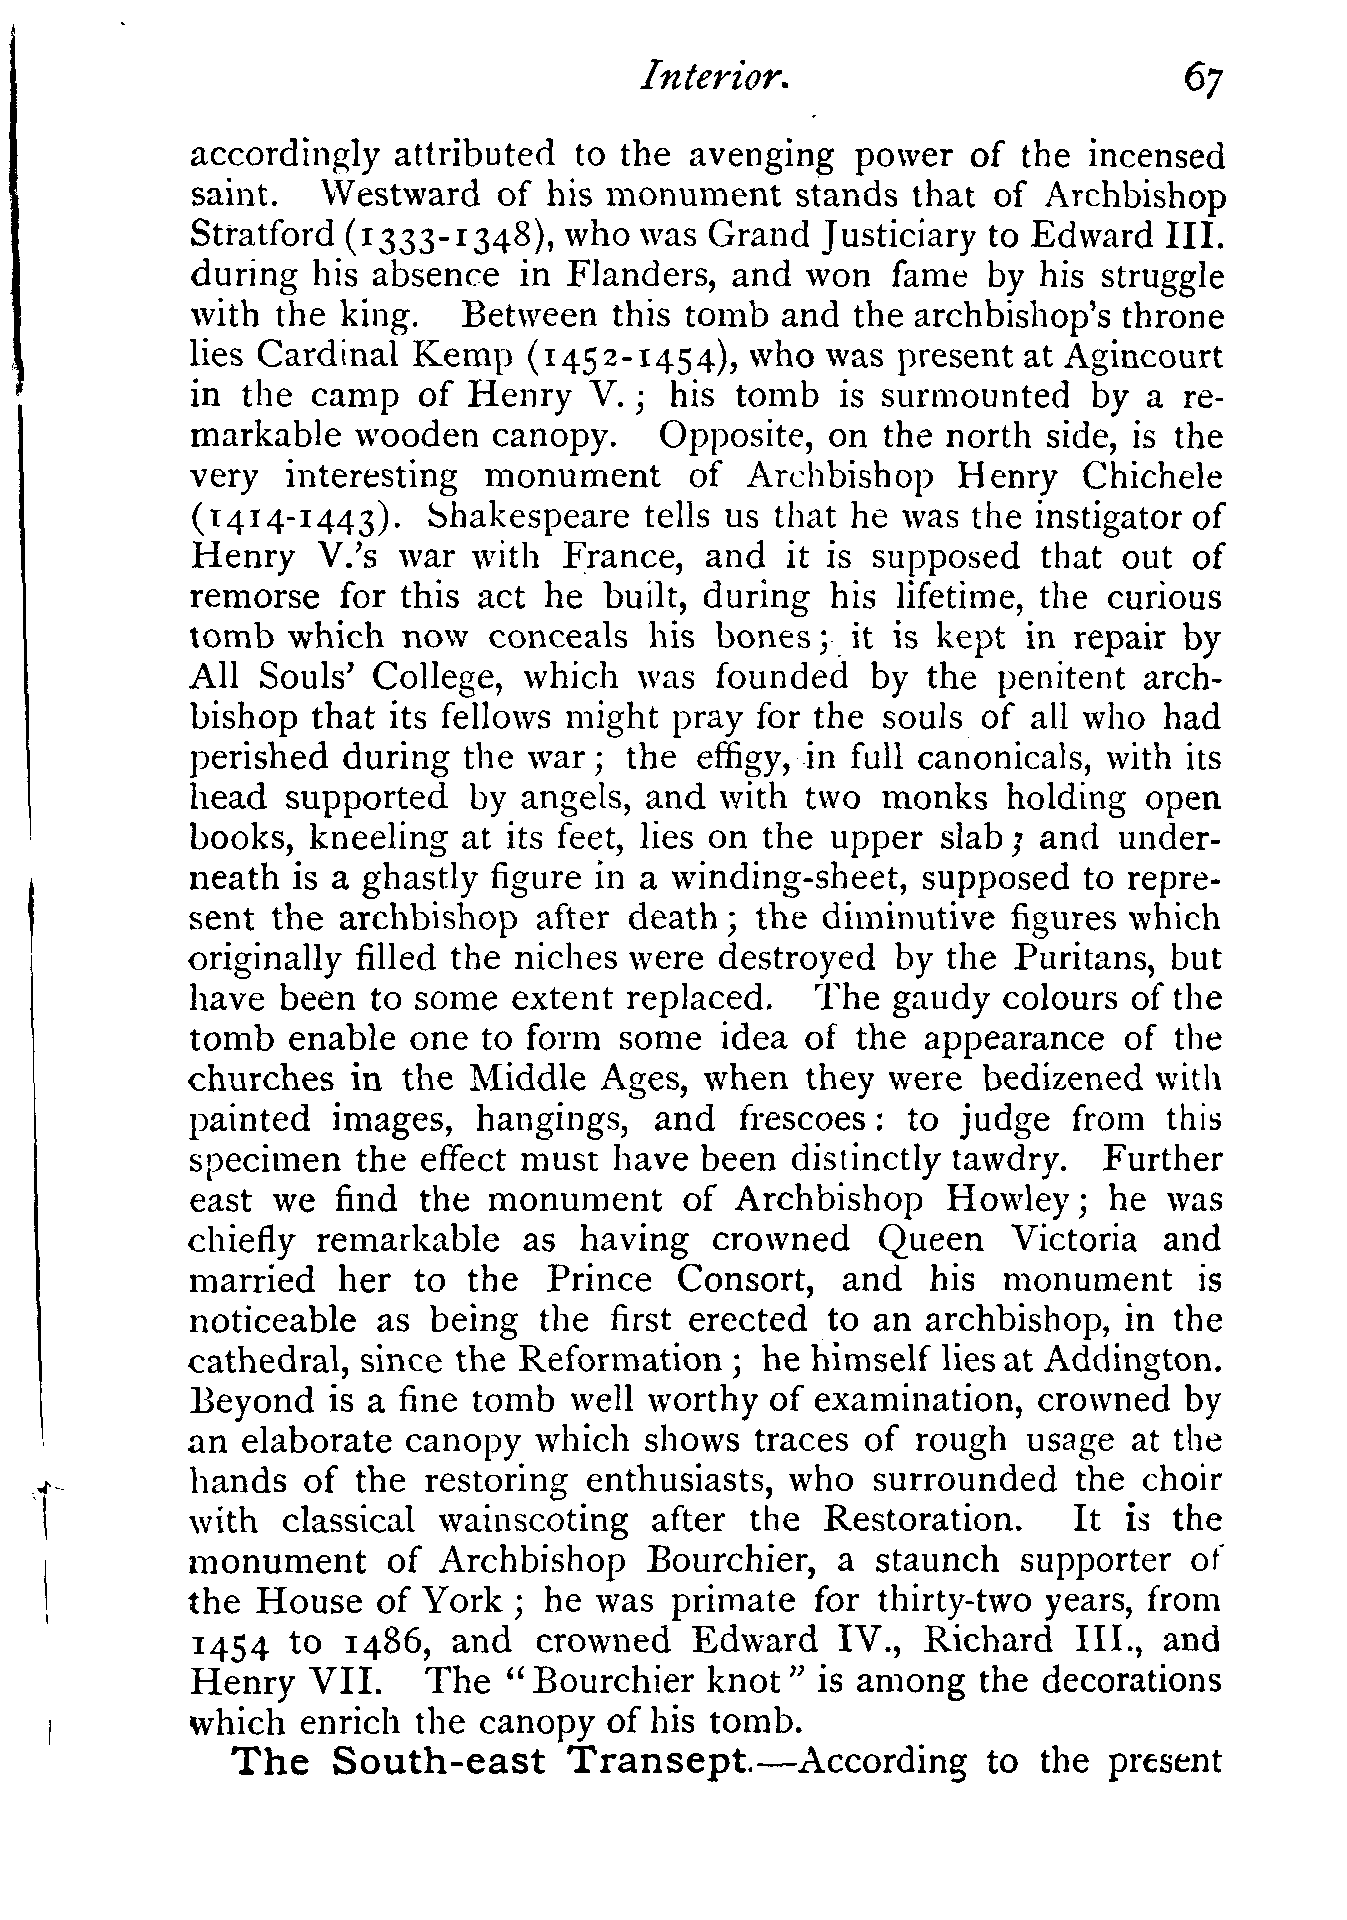 Interior. 67
accordingly attributed to the avenging power of the incensed
saint. Westward of his monument stands that of Archbishop
Stratford (1333-1348), who was Grand Justiciary to Edward III.
during his absence in Flanders, and won fame by his struggle
with the king. Between this tomb and the archbishop's throne
lies Cardinal Kemp (1452-1454), who was present at Agincourt
in the camp of Henry V.; his tomb is surmounted by a re-
markable wooden canopy. Opposite, on the north side, is the
very interesting monument of Archbishop Henry Chichele
(1414-1443). Shakespeare tells us that he was the instigator of
Henry V.'s war with France, and it is supposed that out of
remorse for this act he built, during his lifetime, the curious
tomb which now conceals his bones; it is kept in repair by
All Souls' College, which was founded by the penitent arch-
bishop that its fellows might pray for the souls of all who had
perished during the war; the effigy, in full canonicals, with its
head supported by angels, and with two monks holding open
books, kneeling at its feet, lies on the upper slab; and under-
neath is a ghastly figure in a winding-sheet, supposed to repre-
sent the archbishop after death; the diminutive figures which
originally filled the niches were destroyed by the Puritans, but
have been to some extent replaced. The gaudy colours of the
tomb enable one to form some idea of the appearance of the
churches in the Middle Ages, when they were bedizened with
painted images, hangings, and frescoes: to judge from this
specimen the effect must have been distinctly tawdry. Further
east we find the monument of Archbishop Howley; he was
chiefly remarkable as having crowned Queen Victoria and
married her to the Prince Consort, and his monument is
noticeable as being the first erected to an archbishop, in the
cathedral, since the Reformation; he himself lies at Addington.
Beyond is a fine tomb well worthy of examination, crowned by
an elaborate canopy which shows traces of rough usage at the
hands of the restoring enthusiasts, who surrounded the choir
with classical wainscoting after the Restoration. It is the
monument of Archbishop Bourchier, a staunch supporter of
the House of York; he was primate for thirty-two years, from
1454 to 1486, and crowned Edward IV., Richard III., and
Henry VII. The "Bourchier knot" is among the decorations
which enrich the canopy of his tomb.
The South-east Transept.—According to the present